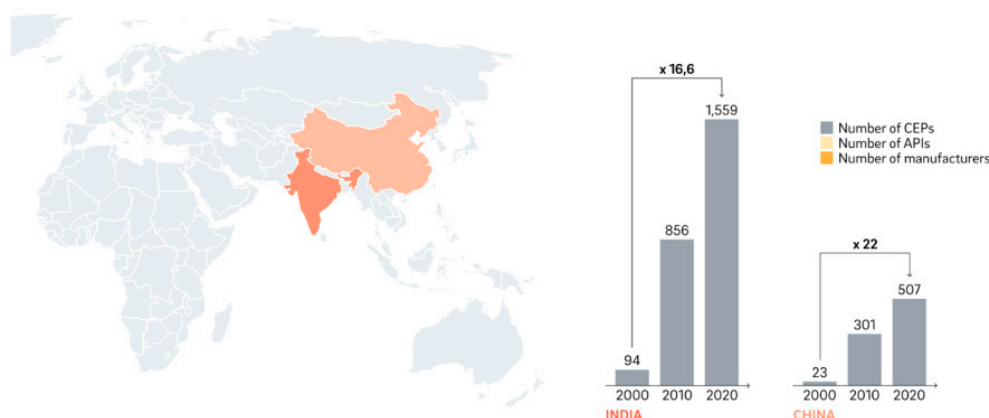 x 16,6
1,559
856
94
2000 2010 2020
INDIA
Number of CEPs
Number of APIs
Number of manufacturers
x 22
507
301
23
2000 2010 2020
CHINA